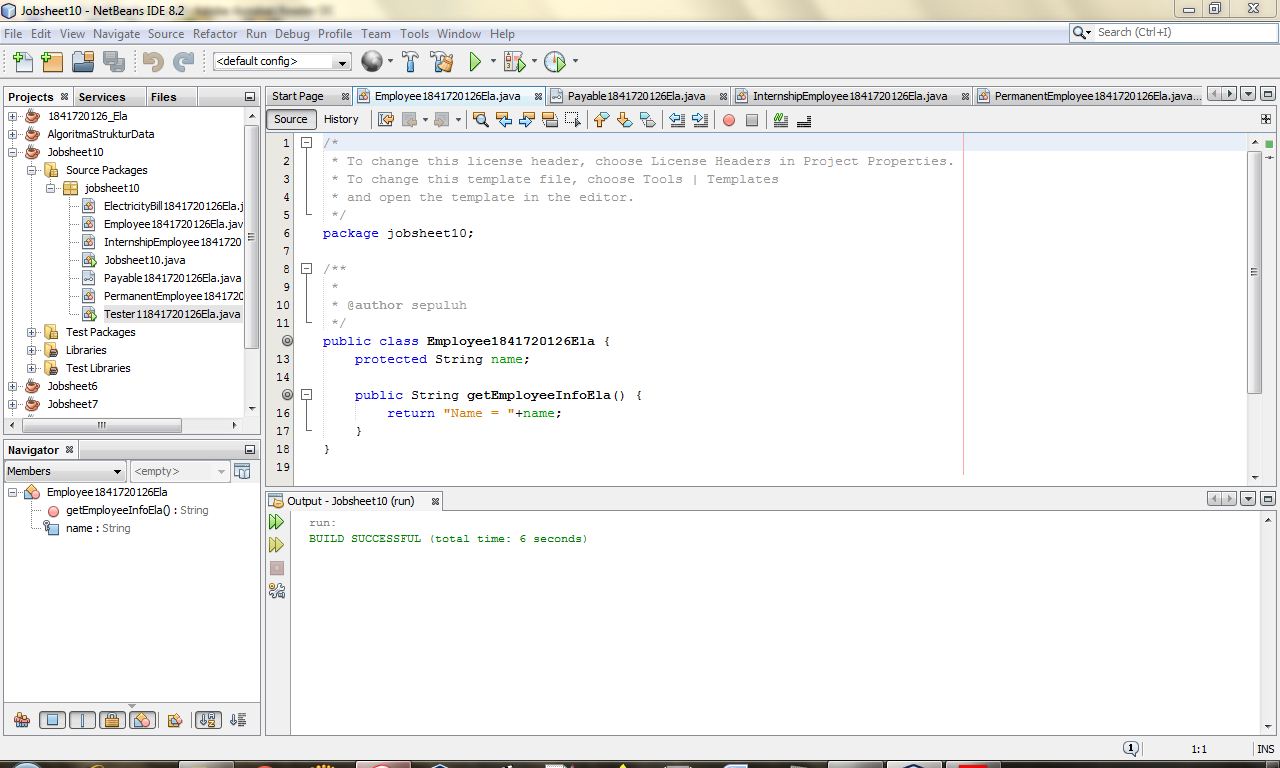 Jobsheet10 - NetBeans IDE 8.2
File Edit View Navigate Source Refactor Run Debug Profile Team Tools Window Help
Search (Ctrl+I)
<default config>
Projects Services Files
1841720126_Ela
AlgoritmaStrukturData
Jobsheet10
Source Packages
jobsheet10
ElectricityBill1841720126Ela.j
Employee1841720126Ela.jav
InternshipEmployee1841720
Jobsheet10.java
Payable1841720126Ela.java
PermanentEmployee1841720
Tester11841720126Ela.java
Test Packages
Libraries
Test Libraries
Jobsheet6
Jobsheet7
Navigator
Members
<empty>
Employee1841720126Ela
getEmployeeInfoEla() : String
name : String
Start Page Employee1841720126Ela.java Payable1841720126Ela.java InternshipEmployee1841720126Ela.java PermanentEmployee1841720126Ela.java...
Source History
1 /*
2 * To change this license header, choose License Headers in Project Properties.
3 * To change this template file, choose Tools | Templates
4 * and open the template in the editor.
5 */
6 package jobsheet10;
7
8 /**
9 *
10 * @author sepuluh
11 */
public class Employee1841720126Ela {
13 protected String name;
14
public String getEmployeeInfoEla() {
16 return "Name = "+name;
17 }
18 }
19
Output - Jobsheet10 (run)
run:
BUILD SUCCESSFUL (total time: 6 seconds)
1
1:1
INS